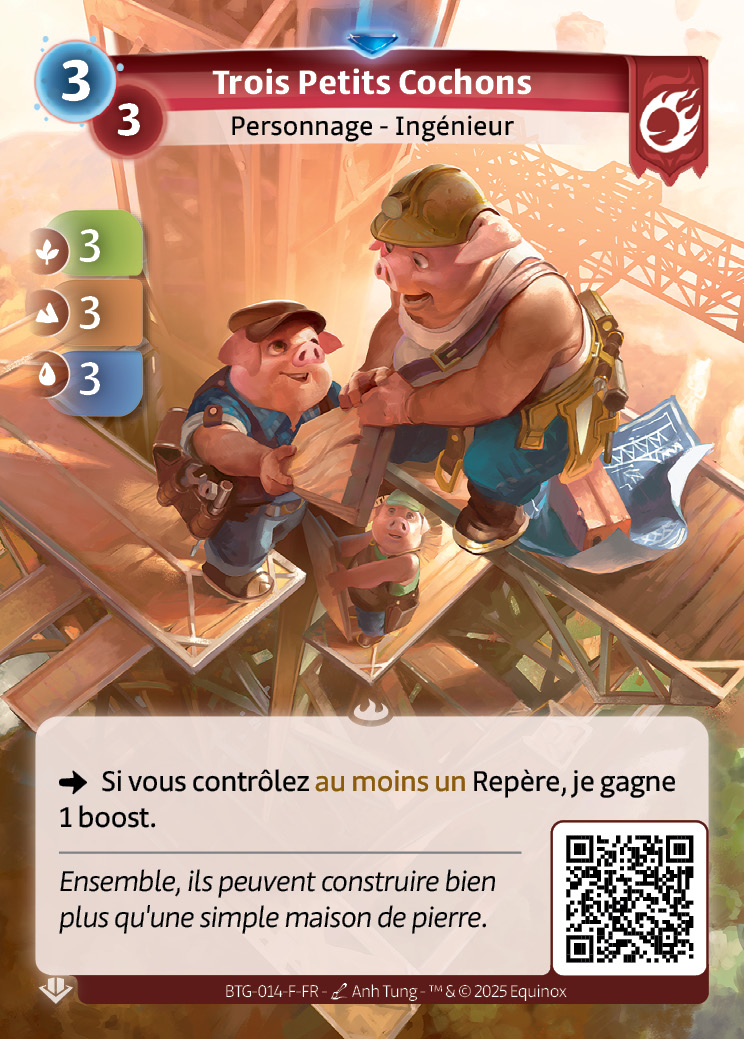 3
Trois Petits Cochons
3
Personnage - Ingénieur
3
3
3
Si vous contrôlez au moins un Repère, je gagne
1 boost.
Ensemble, ils peuvent construire bien
plus qu'une simple maison de pierre.
BTG-014-F-FR - Anh Tung - ™ & © 2025 Equinox